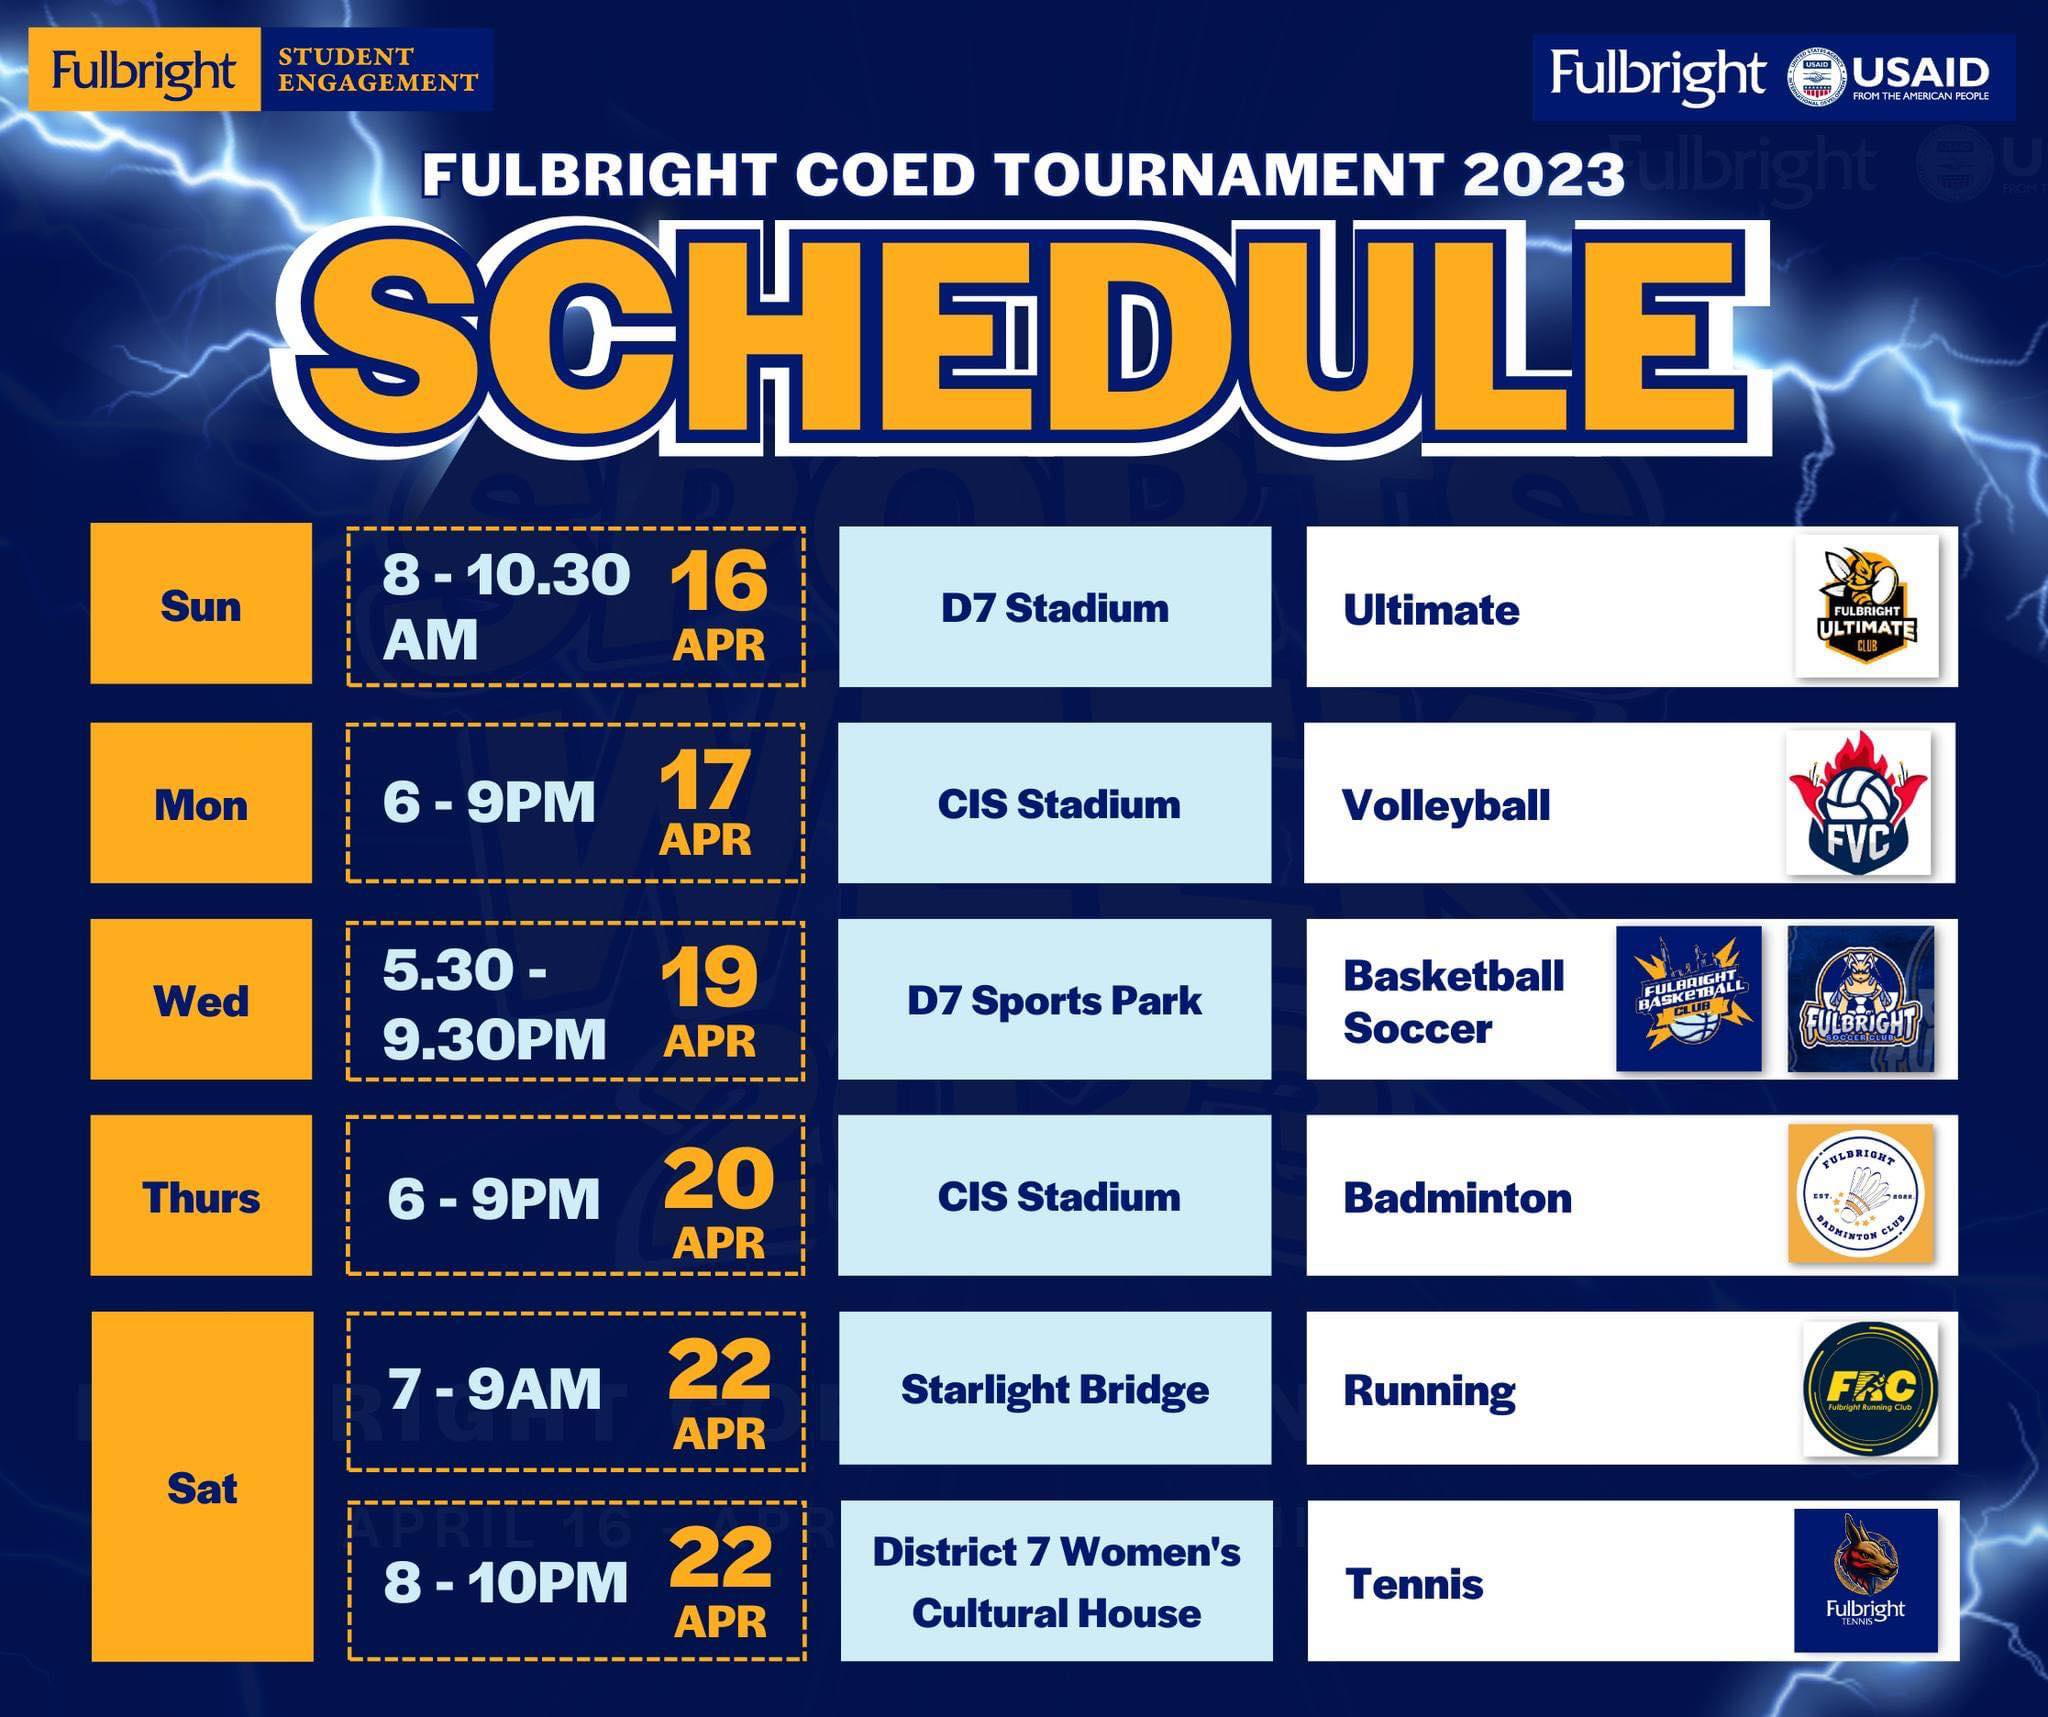 Fulbright
STUDENT
ENGAGEMENT
Fulbright
USAID
FROM THE AMERICAN PEOPLE
FULBRIGHT COED TOURNAMENT 2023
SCHEDULE
Sun
8 - 10.30
AM
16
APR
D7 Stadium
Ultimate
FULBRIGHT
ULTIMATE
CLUB
Mon
6 - 9PM
17
APR
CIS Stadium
Volleyball
FVC
Wed
5.30 -
9.30PM
19
APR
D7 Sports Park
Basketball
Soccer
FULBRIGHT
BASKETBALL
CLUB
FULBRIGHT
SOCCER CLUB
Thurs
6 - 9PM
20
APR
CIS Stadium
Badminton
FULBRIGHT
EST. 2022.
BADMINTON CLUB
Sat
7 - 9AM
22
APR
Starlight Bridge
Running
FRC
Fulbright Running Club
8 - 10PM
22
APR
District 7 Women's
Cultural House
Tennis
Fulbright
TENNIS